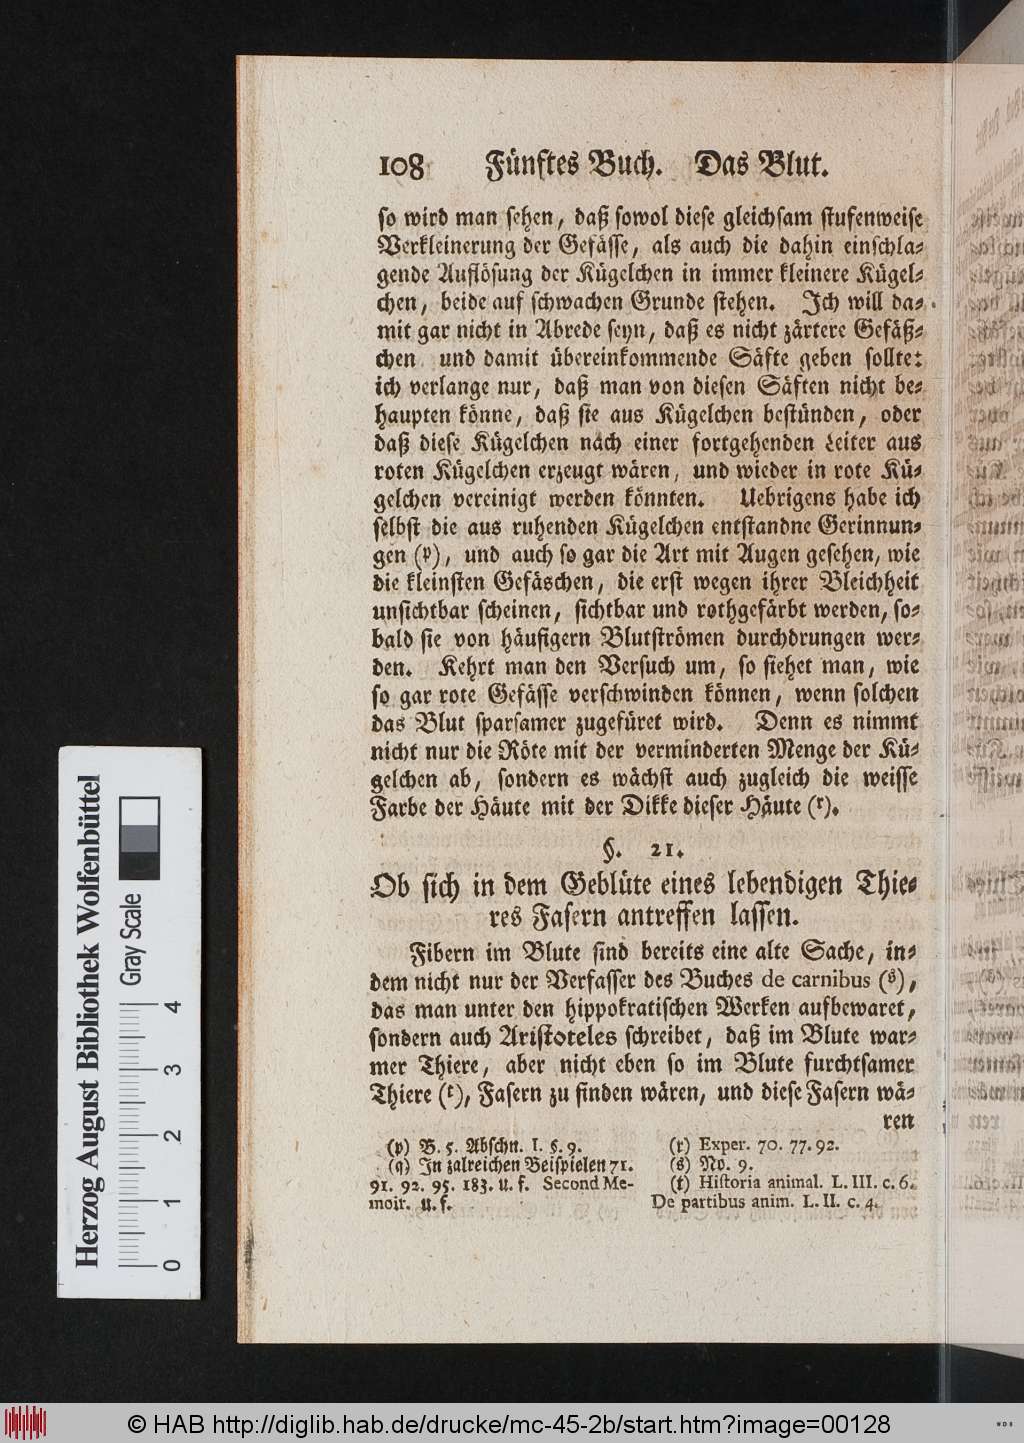 108 Fünftes Buch. Das Blut.
so wird man sehen, daß sowol diese gleichsam stufenweise
Verkleinerung der Gefässe, als auch die dahin einschla-
gende Auflösung der Kügelchen in immer kleinere Kügel-
chen, beide auf schwachen Grunde stehen. Ich will da-
mit gar nicht in Abrede seyn, daß es nicht zärtere Gefäß-
chen und damit übereinkommende Säfte geben sollte:
ich verlange nur, daß man von diesen Säften nicht be-
haupten könne, daß sie aus Kügelchen bestünden, oder
daß diese Kügelchen nach einer fortgehenden Leiter aus
roten Kügelchen erzeugt wären, und wieder in rote Kü-
gelchen vereinigt werden könnten. Uebrigens habe ich
selbst die aus ruhenden Kügelchen entstandne Gerinnun-
gen (p), und auch so gar die Art mit Augen gesehen, wie
die kleinsten Gefäschen, die erst wegen ihrer Bleichheit
unsichtbar scheinen, sichtbar und rothgefärbt werden, so-
bald sie von häufigern Blutströmen durchdrungen wer-
den. Kehrt man den Versuch um, so siehet man, wie
so gar rote Gefässe verschwinden können, wenn solchen
das Blut sparsamer zugefüret wird. Denn es nimmt
nicht nur die Röte mit der verminderten Menge der Kü-
gelchen ab, sondern es wächst auch zugleich die weisse
Farbe der Häute mit der Dikke dieser Häute (r).
§. 21.
Ob sich in dem Geblüte eines lebendigen Thie-
res Fasern antreffen lassen.
Fibern im Blute sind bereits eine alte Sache, in-
dem nicht nur der Verfasser des Buches de carnibus (s),
das man unter den hippokratischen Werken aufbewaret,
sondern auch Aristoteles schreibet, daß im Blute war-
mer Thiere, aber nicht eben so im Blute furchtsamer
Thiere (t), Fasern zu finden wären, und diese Fasern wä-
ren
(p) B. 5. Abschn. I. §. 9.
(q) In zalreichen Beispielen 71.
91. 92. 95. 183. u. f. Second Me-
moir. u. f.
(r) Exper. 70. 77. 92.
(s) No. 9.
(t) Historia animal. L. III. c. 6.
De partibus anim. L. II. c. 4.
Herzog August Bibliothek Wolfenbüttel
Gray Scale
0 1 2 3 4
© HAB http://diglib.hab.de/drucke/mc-45-2b/start.htm?image=00128